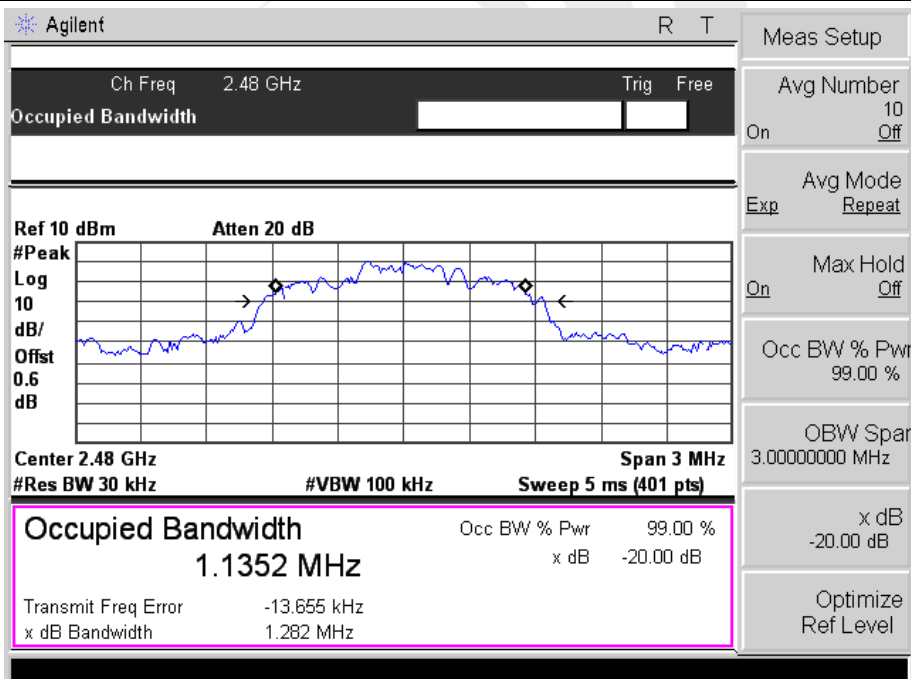 Agilent
R T
Ch Freq 2.48 GHz Trig Free
Occupied Bandwidth
Ref 10 dBm Atten 20 dB
#Peak
Log
10
dB/
Offst
0.6
dB
Center 2.48 GHz Span 3 MHz
#Res BW 30 kHz #VBW 100 kHz Sweep 5 ms (401 pts)
Occupied Bandwidth
1.1352 MHz
Occ BW % Pwr 99.00 %
x dB -20.00 dB
Transmit Freq Error -13.655 kHz
x dB Bandwidth 1.282 MHz
Meas Setup
Avg Number
10
On Off
Avg Mode
Exp Repeat
Max Hold
On Off
Occ BW % Pwr
99.00 %
OBW Span
3.00000000 MHz
x dB
-20.00 dB
Optimize
Ref Level